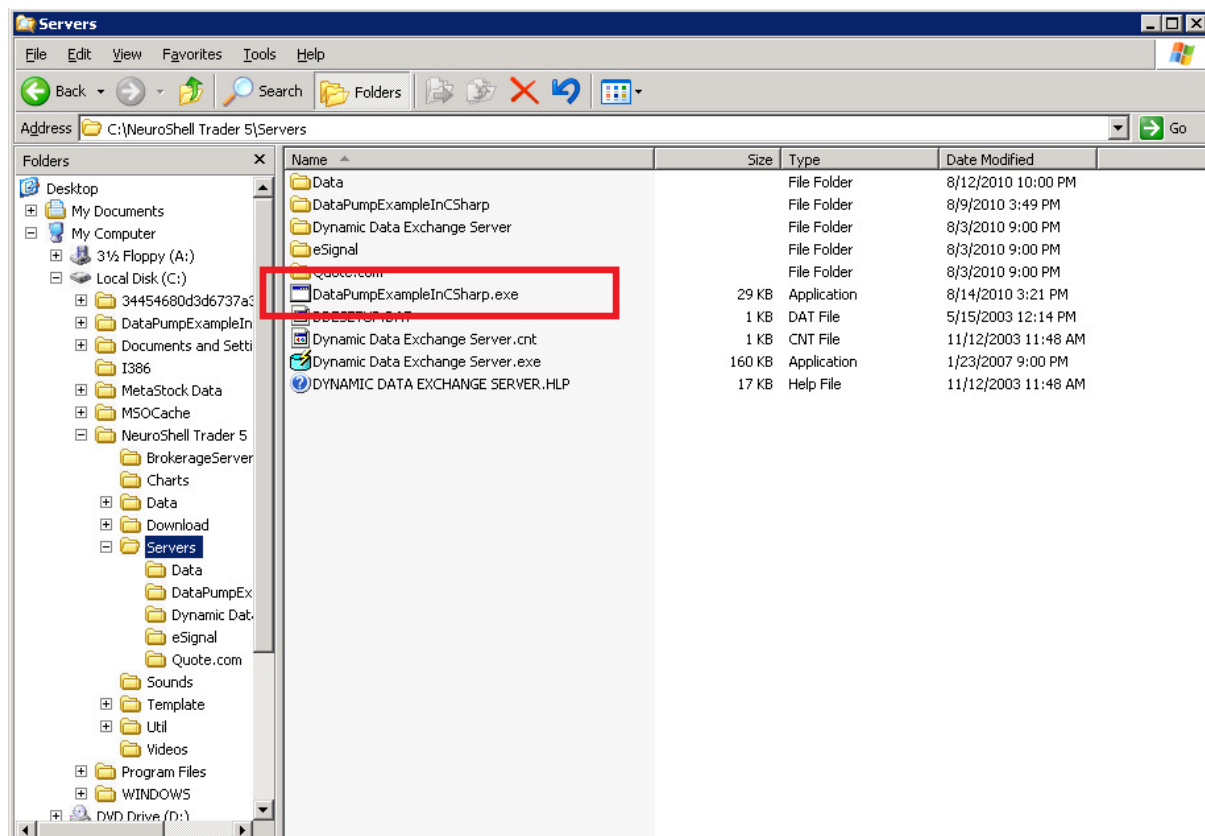 Servers
File Edit View Favorites Tools Help
Back Search Folders
Address C:\NeuroShell Trader 5\Servers Go
Folders
Desktop
My Documents
My Computer
3½ Floppy (A:)
Local Disk (C:)
34454680d3d6737a3
DataPumpExampleIn
Documents and Setti
I386
MetaStock Data
MSOCache
NeuroShell Trader 5
BrokerageServer
Charts
Data
Download
Servers
Data
DataPumpEx
Dynamic Dat
eSignal
Quote.com
Sounds
Template
Util
Videos
Program Files
WINDOWS
DVD Drive (D:)
Name Size Type Date Modified
Data File Folder 8/12/2010 10:00 PM
DataPumpExampleInCSharp File Folder 8/9/2010 3:49 PM
Dynamic Data Exchange Server File Folder 8/3/2010 9:00 PM
eSignal File Folder 8/3/2010 9:00 PM
Quote.com File Folder 8/3/2010 9:00 PM
DataPumpExampleInCSharp.exe 29 KB Application 8/14/2010 3:21 PM
DDESETUP.DAT 1 KB DAT File 5/15/2003 12:14 PM
Dynamic Data Exchange Server.cnt 1 KB CNT File 11/12/2003 11:48 AM
Dynamic Data Exchange Server.exe 160 KB Application 1/23/2007 9:00 PM
DYNAMIC DATA EXCHANGE SERVER.HLP 17 KB Help File 11/12/2003 11:48 AM